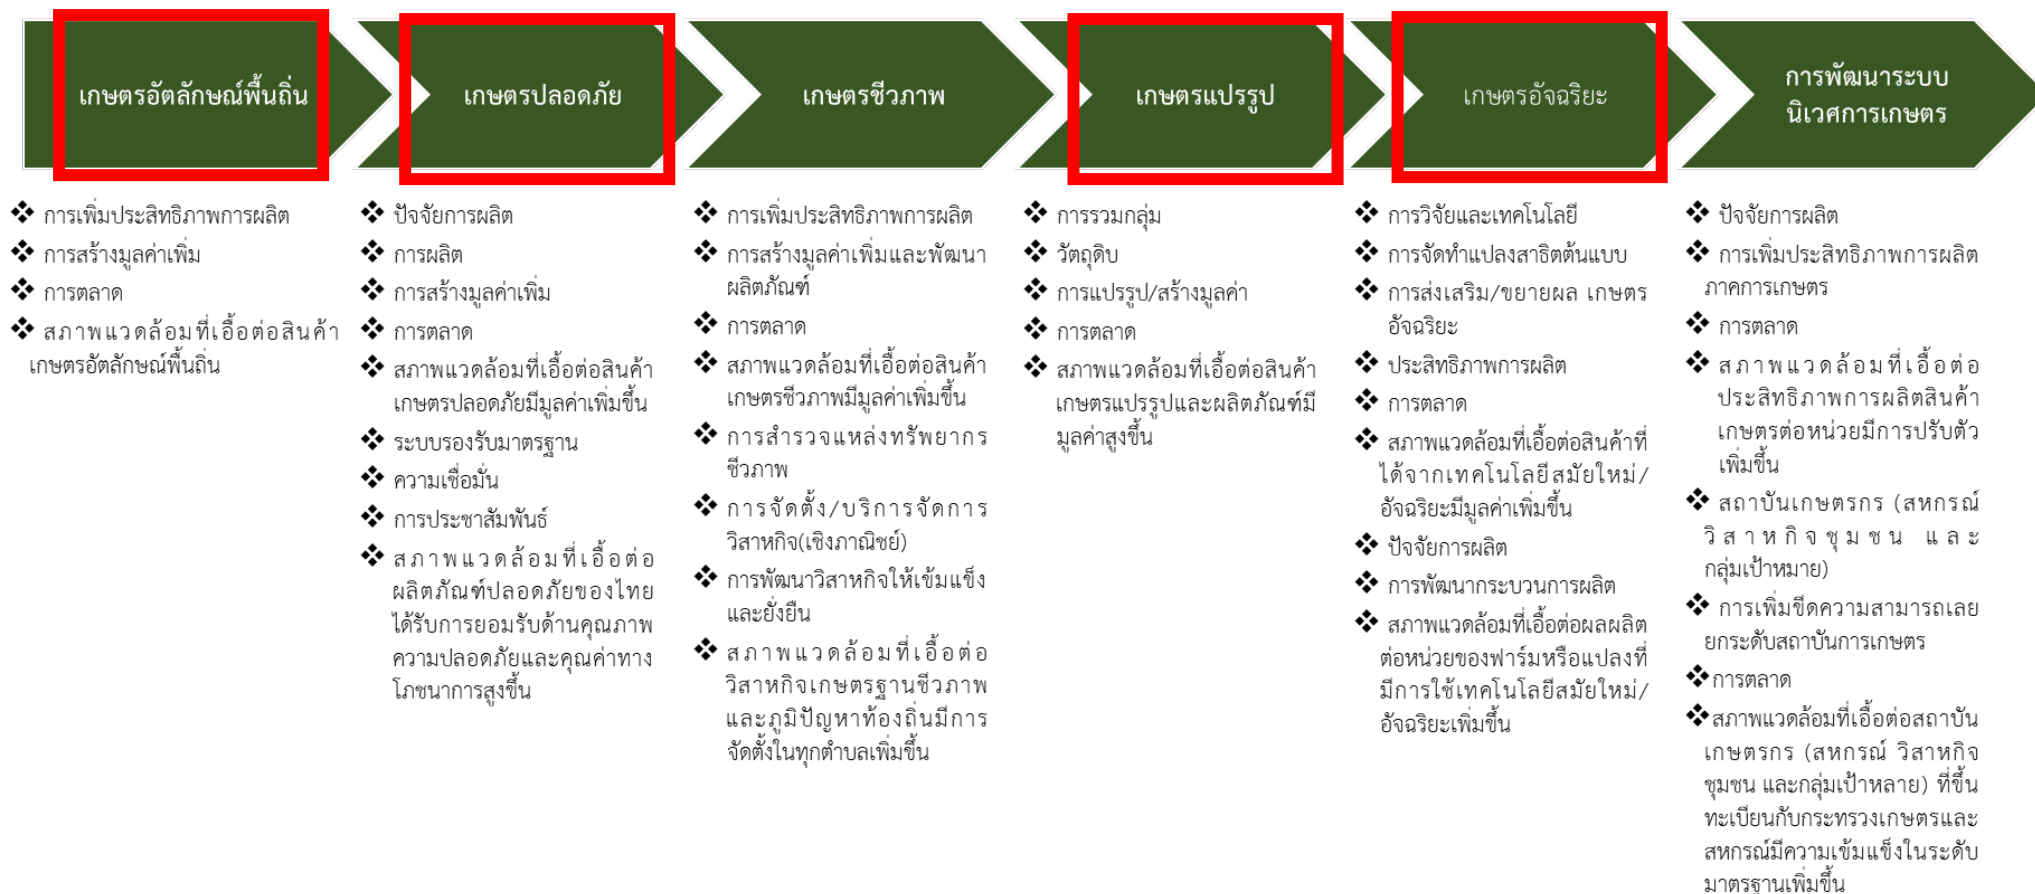 เกษตรอัตลักษณ์พื้นถิ่น
เกษตรปลอดภัย
เกษตรชีวภาพ
เกษตรแปรรูป
เกษตรอัจฉริยะ
การพัฒนาระบบ
นิเวศการเกษตร
❖ การเพิ่มประสิทธิภาพการผลิต
❖ การสร้างมูลค่าเพิ่ม
❖ การตลาด
❖ สภาพแวดล้อมที่เอื้อต่อสินค้า
เกษตรอัตลักษณ์พื้นถิ่น
❖ ปัจจัยการผลิต
❖ การผลิต
❖ การสร้างมูลค่าเพิ่ม
❖ การตลาด
❖ สภาพแวดล้อมที่เอื้อต่อสินค้า
เกษตรปลอดภัยมีมูลค่าเพิ่มขึ้น
❖ ระบบรองรับมาตรฐาน
❖ ความเชื่อมั่น
❖ การประชาสัมพันธ์
❖ สภาพแวดล้อมที่เอื้อต่อ
ผลิตภัณฑ์ปลอดภัยของไทย
ได้รับการยอมรับด้านคุณภาพ
ความปลอดภัยและคุณค่าทาง
โภชนาการสูงขึ้น
❖ การเพิ่มประสิทธิภาพการผลิต
❖ การสร้างมูลค่าเพิ่มและพัฒนา
ผลิตภัณฑ์
❖ การตลาด
❖ สภาพแวดล้อมที่เอื้อต่อสินค้า
เกษตรชีวภาพมีมูลค่าเพิ่มขึ้น
❖ การสำรวจแหล่งทรัพยากร
ชีวภาพ
❖ การจัดตั้ง/บริการจัดการ
วิสาหกิจ(เชิงภาณิชย์)
❖ การพัฒนาวิสาหกิจให้เข้มแข็ง
และยั่งยืน
❖ สภาพแวดล้อมที่เอื้อต่อ
วิสาหกิจเกษตรฐานชีวภาพ
และภูมิปัญหาท้องถิ่นมีการ
จัดตั้งในทุกตำบลเพิ่มขึ้น
❖ การรวมกลุ่ม
❖ วัตถุดิบ
❖ การแปรรูป/สร้างมูลค่า
❖ การตลาด
❖ สภาพแวดล้อมที่เอื้อต่อสินค้า
เกษตรแปรรูปและผลิตภัณฑ์มี
มูลค่าสูงขึ้น
❖ การวิจัยและเทคโนโลยี
❖ การจัดทำแปลงสาธิตต้นแบบ
❖ การส่งเสริม/ขยายผล เกษตร
อัจฉริยะ
❖ ประสิทธิภาพการผลิต
❖ การตลาด
❖ สภาพแวดล้อมที่เอื้อต่อสินค้าที่
ได้จากเทคโนโลยีสมัยใหม่/
อัจฉริยะมีมูลค่าเพิ่มขึ้น
❖ ปัจจัยการผลิต
❖ การพัฒนากระบวนการผลิต
❖ สภาพแวดล้อมที่เอื้อต่อผลผลิต
ต่อหน่วยของฟาร์มหรือแปลงที่
มีการใช้เทคโนโลยีสมัยใหม่/
อัจฉริยะเพิ่มขึ้น
❖ ปัจจัยการผลิต
❖ การเพิ่มประสิทธิภาพการผลิต
ภาคการเกษตร
❖ การตลาด
❖ สภาพแวดล้อมที่เอื้อต่อ
ประสิทธิภาพการผลิตสินค้า
เกษตรต่อหน่วยมีการปรับตัว
เพิ่มขึ้น
❖ สถาบันเกษตรกร (สหกรณ์
วิสาหกิจชุมชน และ
กลุ่มเป้าหมาย)
❖ การเพิ่มขีดความสามารถเลย
ยกระดับสถาบันการเกษตร
❖ การตลาด
❖ สภาพแวดล้อมที่เอื้อต่อสถาบัน
เกษตรกร (สหกรณ์ วิสาหกิจ
ชุมชน และกลุ่มเป้าหลาย) ที่ขึ้น
ทะเบียนกับกระทรวงเกษตรและ
สหกรณ์มีความเข้มแข็งในระดับ
มาตรฐานเพิ่มขึ้น